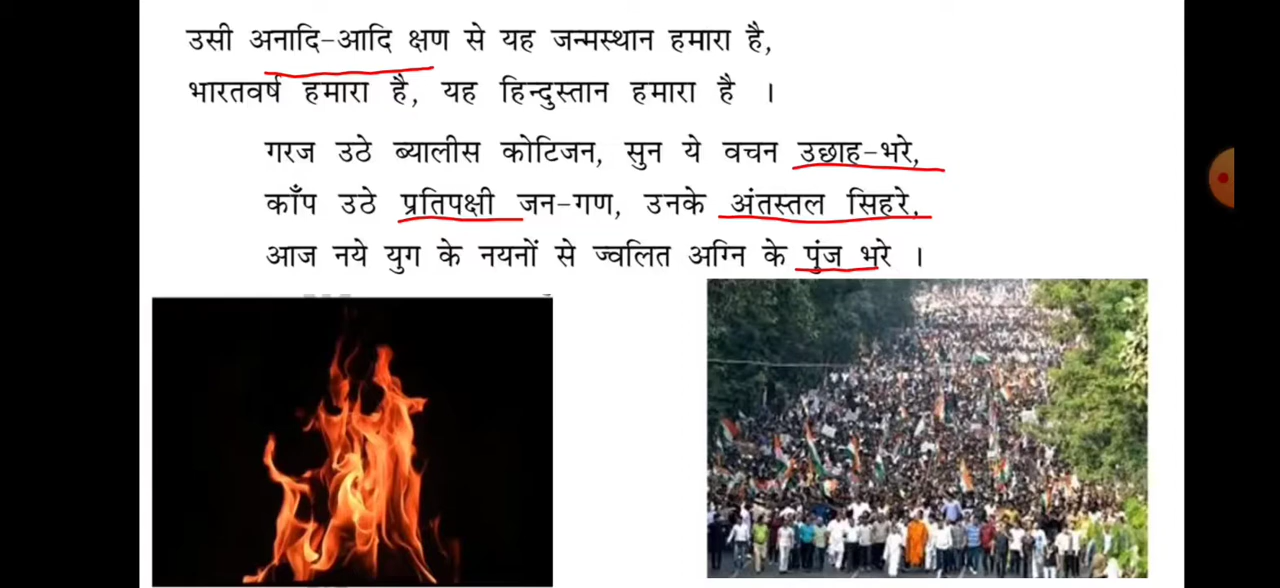 उसी अनादि-आदि क्षण से यह जन्मस्थान हमारा है,
भारतवर्ष हमारा है, यह हिन्दुस्तान हमारा है ।
गरज उठे ब्यालीस कोटिजन, सुन ये वचन उछाह-भरे,
काँप उठे प्रतिपक्षी जन-गण, उनके अंतस्तल सिहरे,
आज नये युग के नयनों से ज्वलित अग्नि के पुंज भरे ।